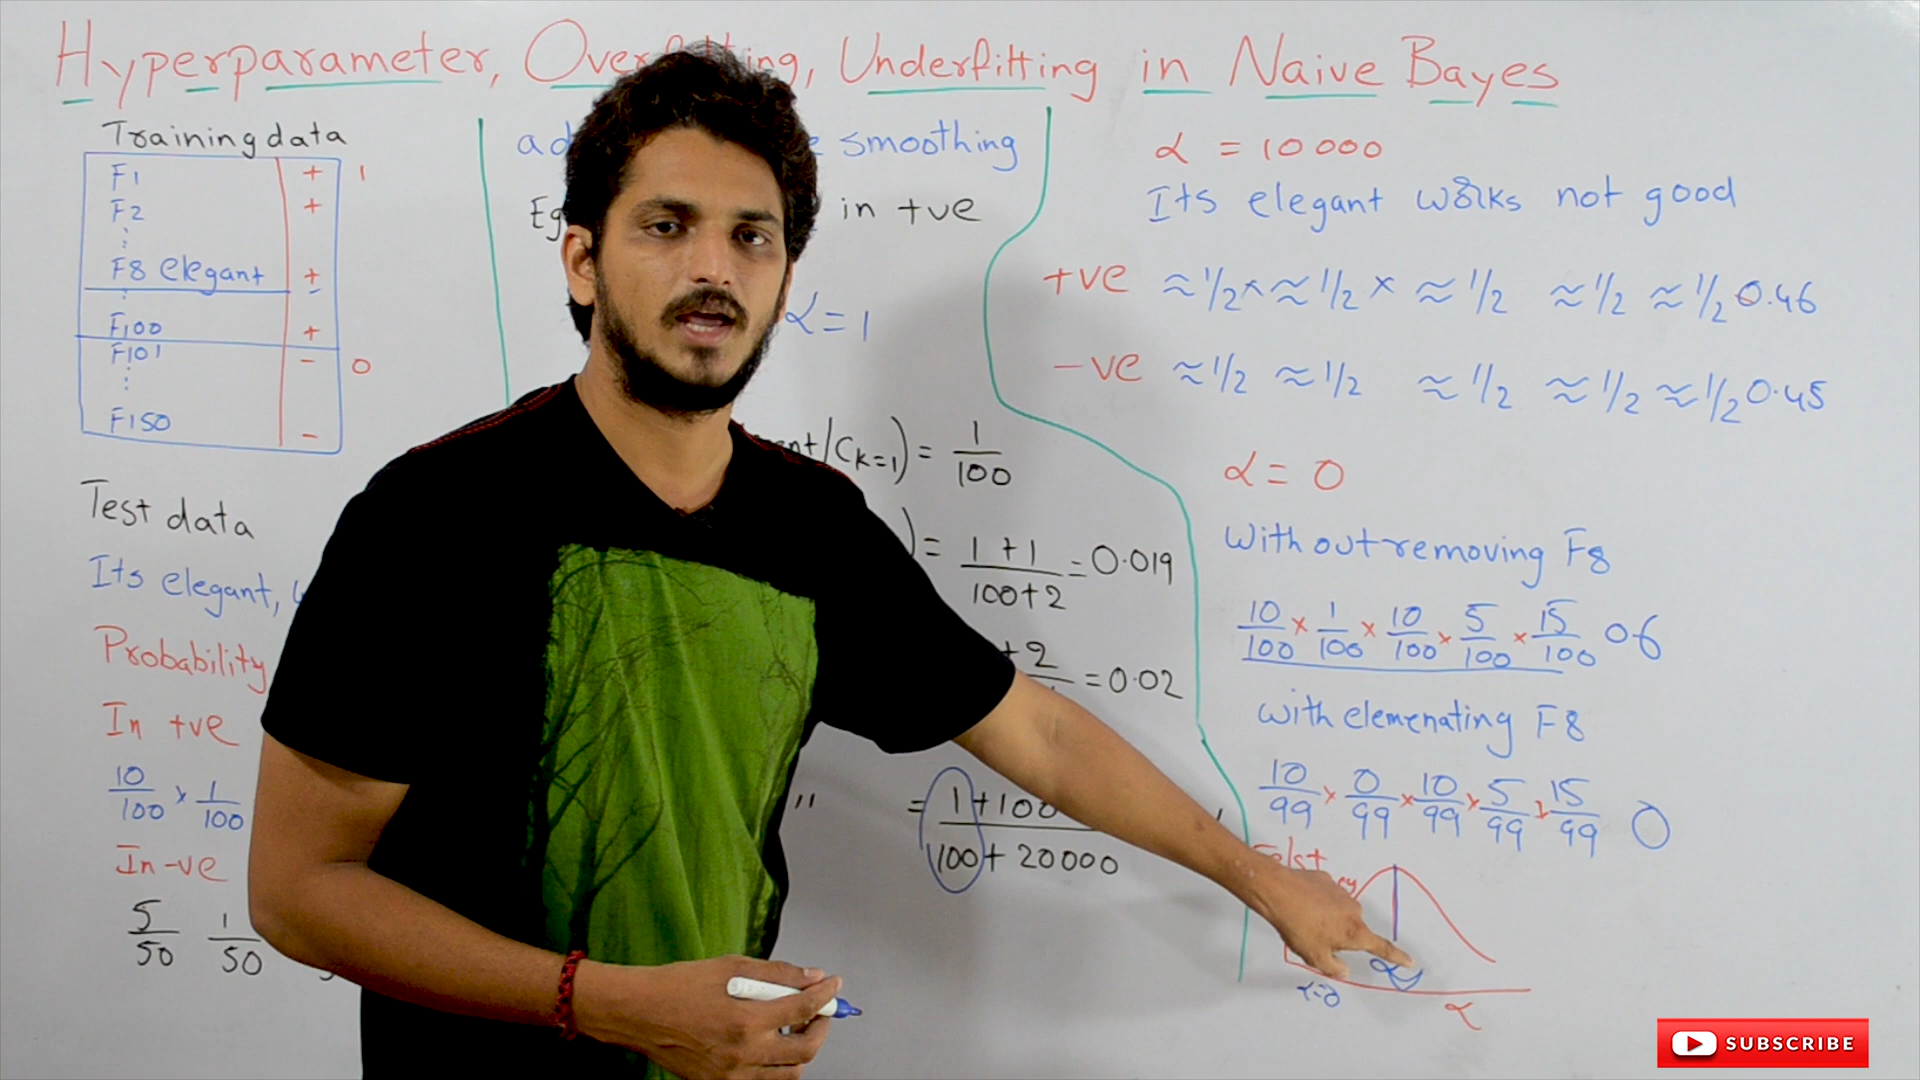 Hyperparameter, Overfitting, Underfitting in Naive Bayes
Training data
F1 + 1
F2 +
F8 elegant +
F100 +
F101 - 0
F150 -
Test data
Its elegant,
Probability
In +ve
10/100 × 1/100
In -ve
5/50 1/50
smoothing
in +ve
α = 1
/C K=1) = 1/100
) = 1+1/100+2 = 0.019
+2 = 0.02
" = 1+100
100+20000
α = 10000
Its elegant works not good
+ve ≈1/2 × ≈1/2 × ≈1/2 ≈1/2 ≈1/2 0.46
-ve ≈1/2 ≈1/2 ≈1/2 ≈1/2 ≈1/2 0.45
α = 0
Without removing F8
10/100 × 1/100 × 10/100 × 5/100 × 15/100 06
with elemenating F8
10/99 × 0/99 × 10/99 × 5/99 × 15/99 0
α
α=0
α
SUBSCRIBE